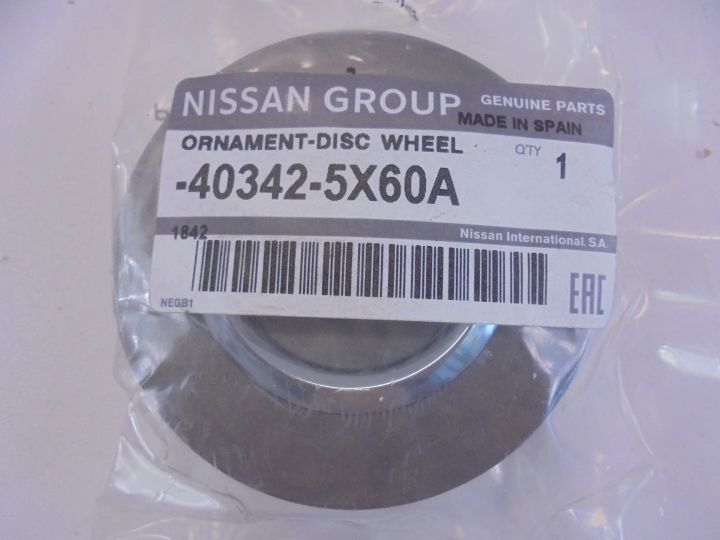 NISSAN GROUP GENUINE PARTS
MADE IN SPAIN
ORNAMENT-DISC WHEEL QTY 1
-40342-5X60A
1842 Nissan International. S.A.
NEGB1 EAC